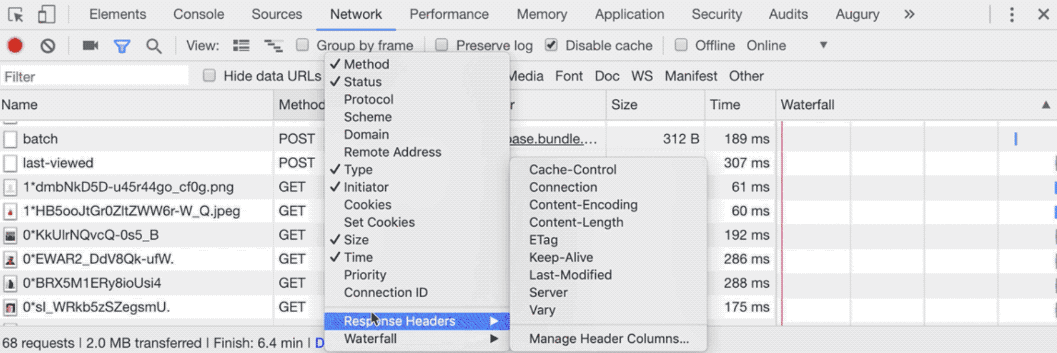 Elements Console Sources Network Performance Memory Application Security Audits Augury »
View: Group by frame Preserve log Disable cache Offline Online
Filter Hide data URLs Media Font Doc WS Manifest Other
Name Method Size Time Waterfall
batch POST base.bundle.… 312 B 189 ms
last-viewed POST 307 ms
1*dmbNkD5D-u45r44go_cf0g.png GET 61 ms
1*HB5ooJtGr0ZltZWW6r-W_Q.jpeg GET 60 ms
0*KkUlrNQvcQ-0s5_B GET 192 ms
0*EWAR2_DdV8Qk-ufW. GET 286 ms
0*BRX5M1ERy8ioUsi4 GET 288 ms
0*sI_WRkb5zSZegsmU. GET 175 ms
68 requests | 2.0 MB transferred | Finish: 6.4 min |
Method
Status
Protocol
Scheme
Domain
Remote Address
Type
Initiator
Cookies
Set Cookies
Size
Time
Priority
Connection ID
Response Headers
Waterfall
Cache-Control
Connection
Content-Encoding
Content-Length
ETag
Keep-Alive
Last-Modified
Server
Vary
Manage Header Columns...